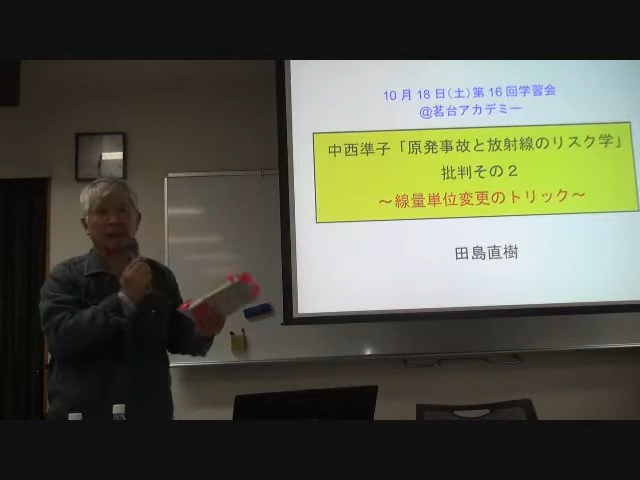 10月18日(土)第16回学習会
@茗台アカデミー
中西準子「原発事故と放射線のリスク学」
批判その2
～線量単位変更のトリック～
田島直樹